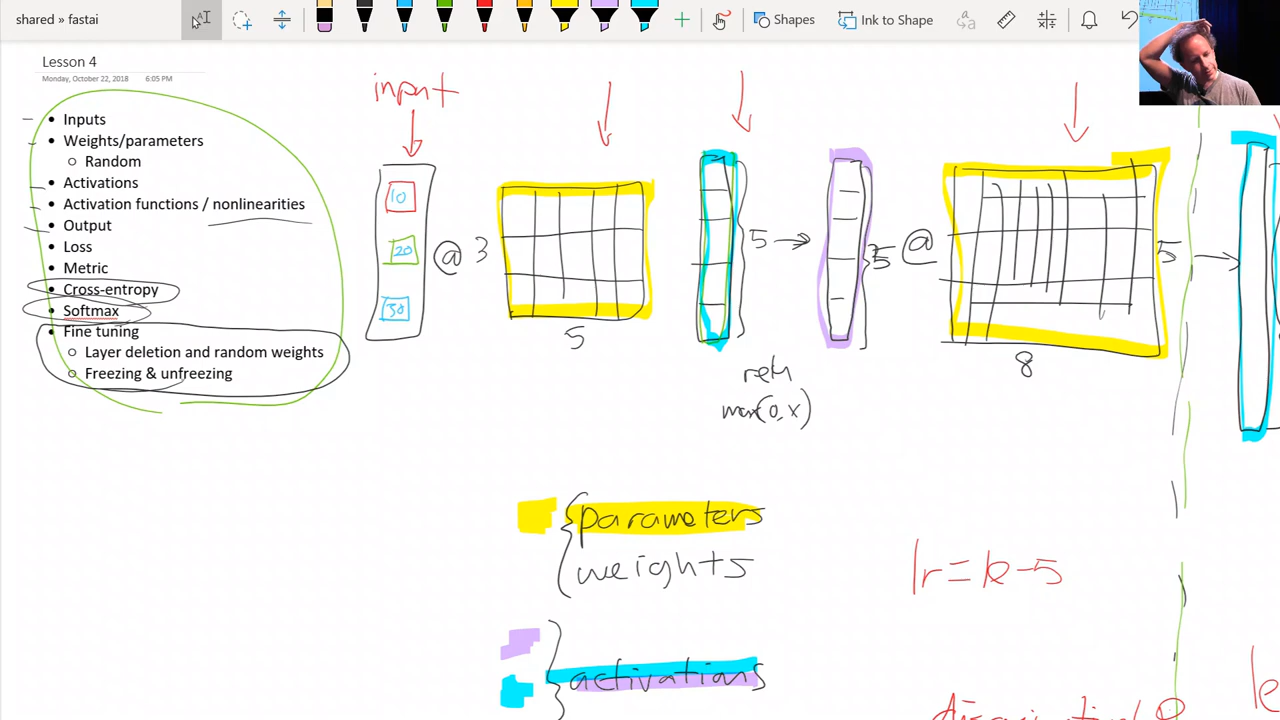 shared » fastai
Shapes
Ink to Shape
Lesson 4
Monday, October 22, 2018 6:05 PM
Inputs
Weights/parameters
Random
Activations
Activation functions / nonlinearities
Output
Loss
Metric
Cross-entropy
Softmax
Fine tuning
Layer deletion and random weights
Freezing & unfreezing
input
10
20
30
@ 3
5
5
5
@
5
8
relu
max(0,x)
parameters
weights
activations
lr = 1e-5